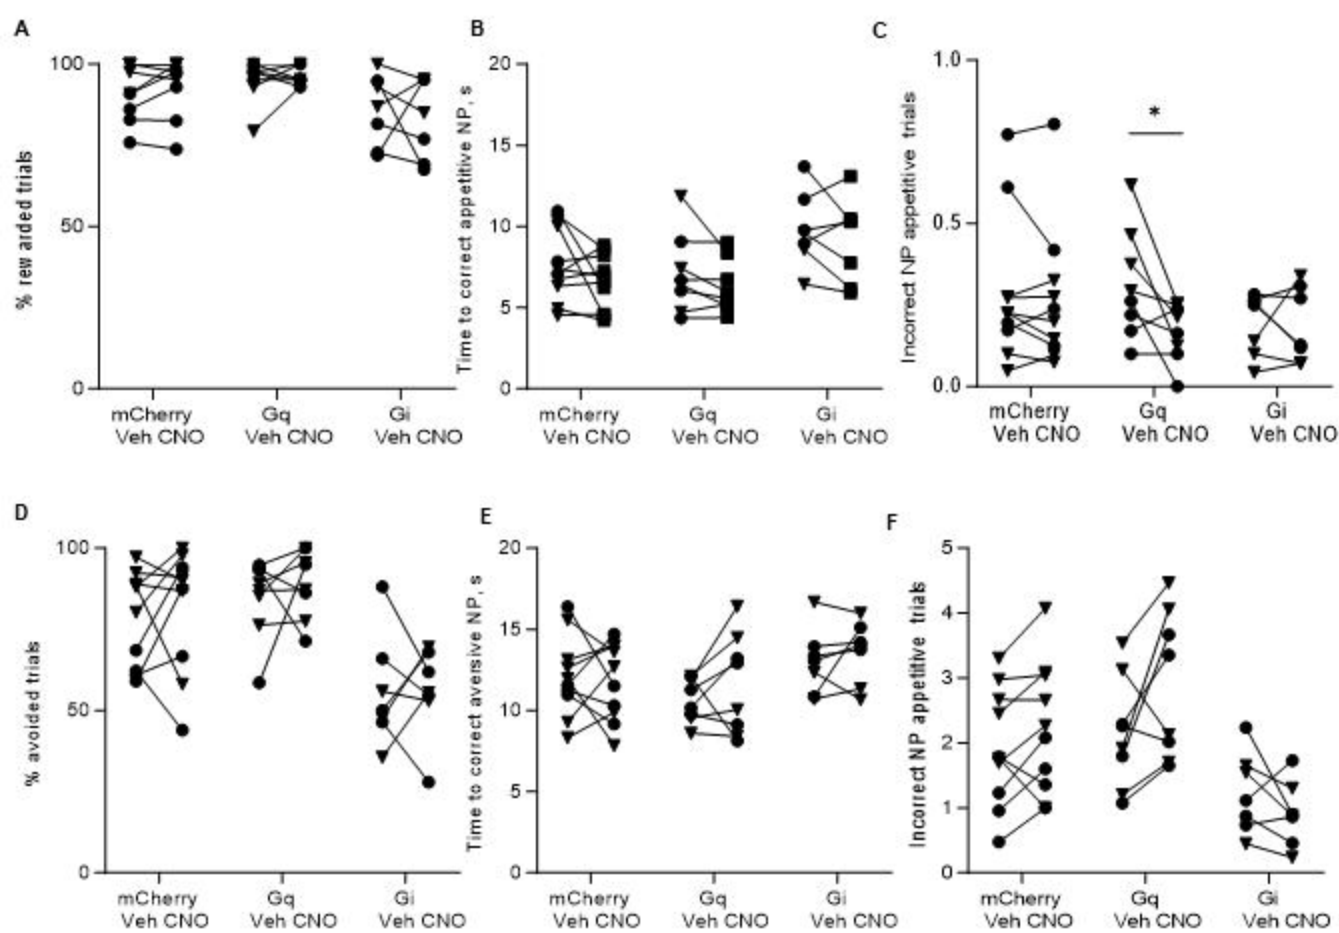 A
% rewarded trials
100
50
0
mCherry Gq Gi
Veh CNO Veh CNO Veh CNO
B
Time to correct appetitive NP, s
20
15
10
5
0
mCherry Gq Gi
Veh CNO Veh CNO Veh CNO
C
Incorrect NP appetitive trials
1.0
0.5
0.0
*
mCherry Gq Gi
Veh CNO Veh CNO Veh CNO
D
% avoided trials
100
50
0
mCherry Gq Gi
Veh CNO Veh CNO Veh CNO
E
Time to correct aversive NP, s
20
15
10
5
0
mCherry Gq Gi
Veh CNO Veh CNO Veh CNO
F
Incorrect NP appetitive trials
5
4
3
2
1
0
mCherry Gq Gi
Veh CNO Veh CNO Veh CNO